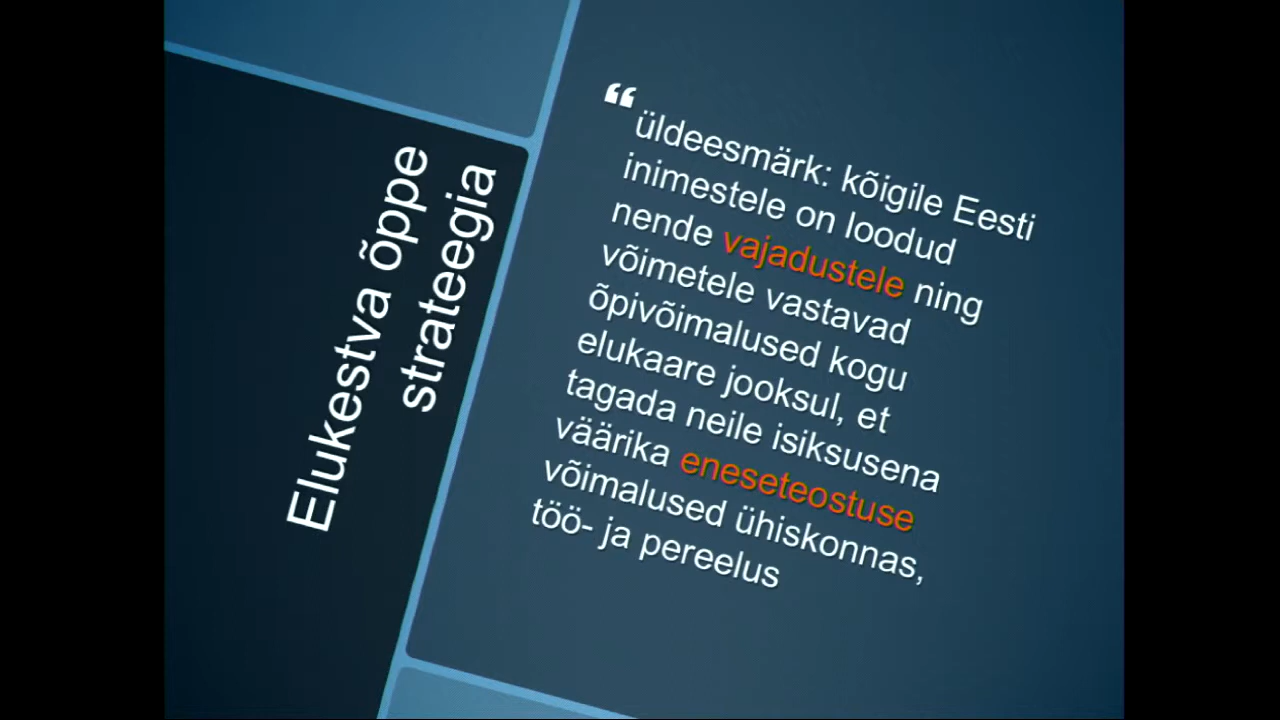 Elukestva õppe
strateegia
“ üldeesmärk: kõigile Eesti
inimestele on loodud
nende vajadustele ning
võimetele vastavad
õpivõimalused kogu
elukaare jooksul, et
tagada neile isiksusena
väärika eneseteostuse
võimalused ühiskonnas,
töö- ja pereelus